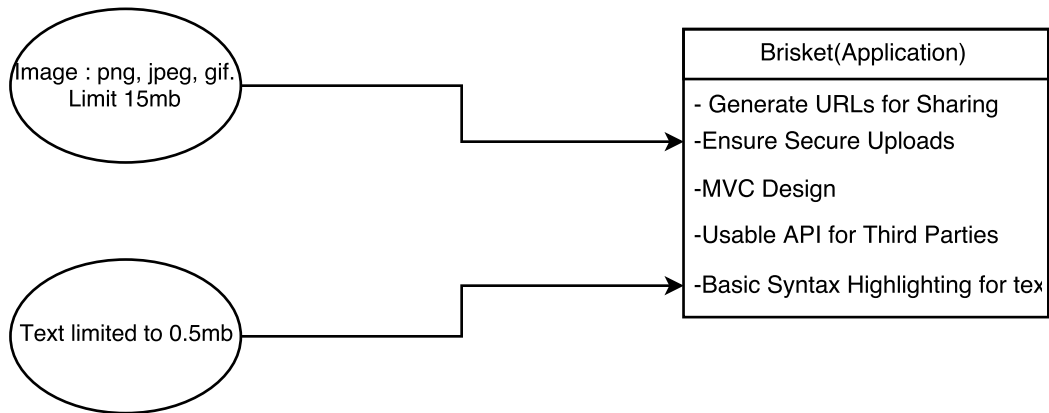 Image : png, jpeg, gif.
Limit 15mb
Text limited to 0.5mb
Brisket(Application)
- Generate URLs for Sharing
-Ensure Secure Uploads
-MVC Design
-Usable API for Third Parties
-Basic Syntax Highlighting for tex